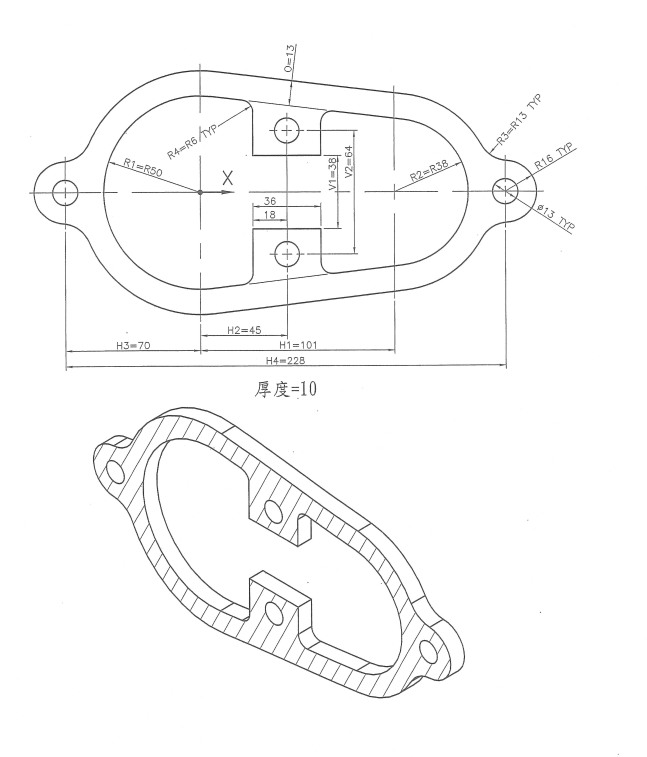 O=13
R3=R13 TYP
R4=R6 TYP
R16 TYP
R1=R50
X
V1=38
V2=64
R2=R38
36
18
ø13 TYP
H2=45
H3=70
H1=101
H4=228
厚度=10